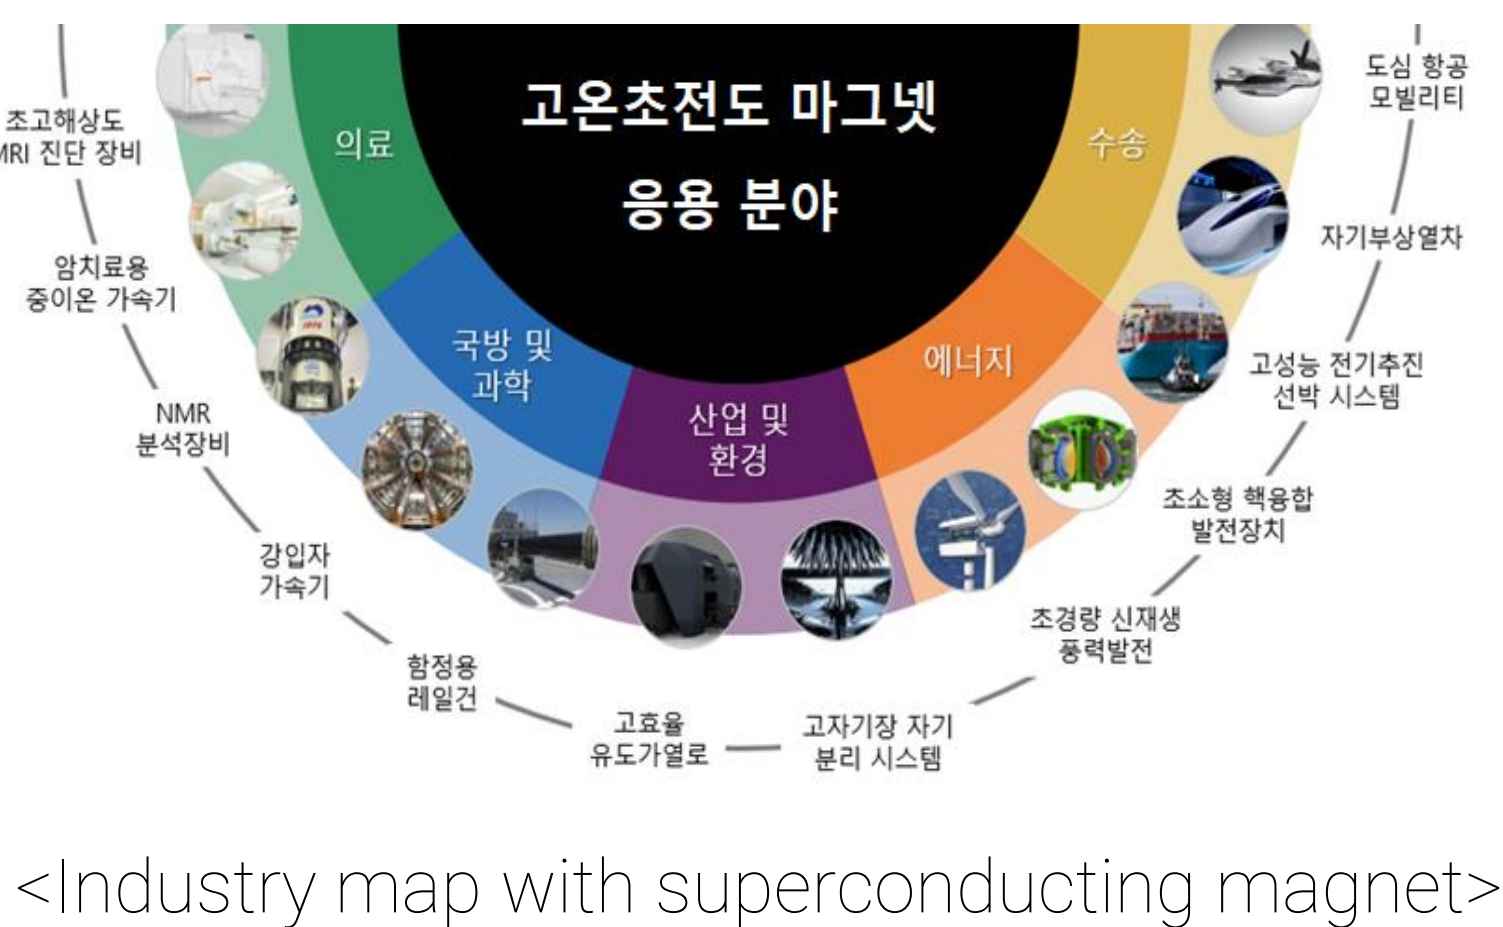 고온초전도 마그넷
응용 분야
의료
국방 및
과학
산업 및
환경
에너지
수송
초고해상도
MRI 진단 장비
암치료용
중이온 가속기
NMR
분석장비
강입자
가속기
함정용
레일건
고효율
유도가열로
고자기장 자기
분리 시스템
초경량 신재생
풍력발전
초소형 핵융합
발전장치
고성능 전기추진
선박 시스템
자기부상열차
도심 항공
모빌리티
<Industry map with superconducting magnet>